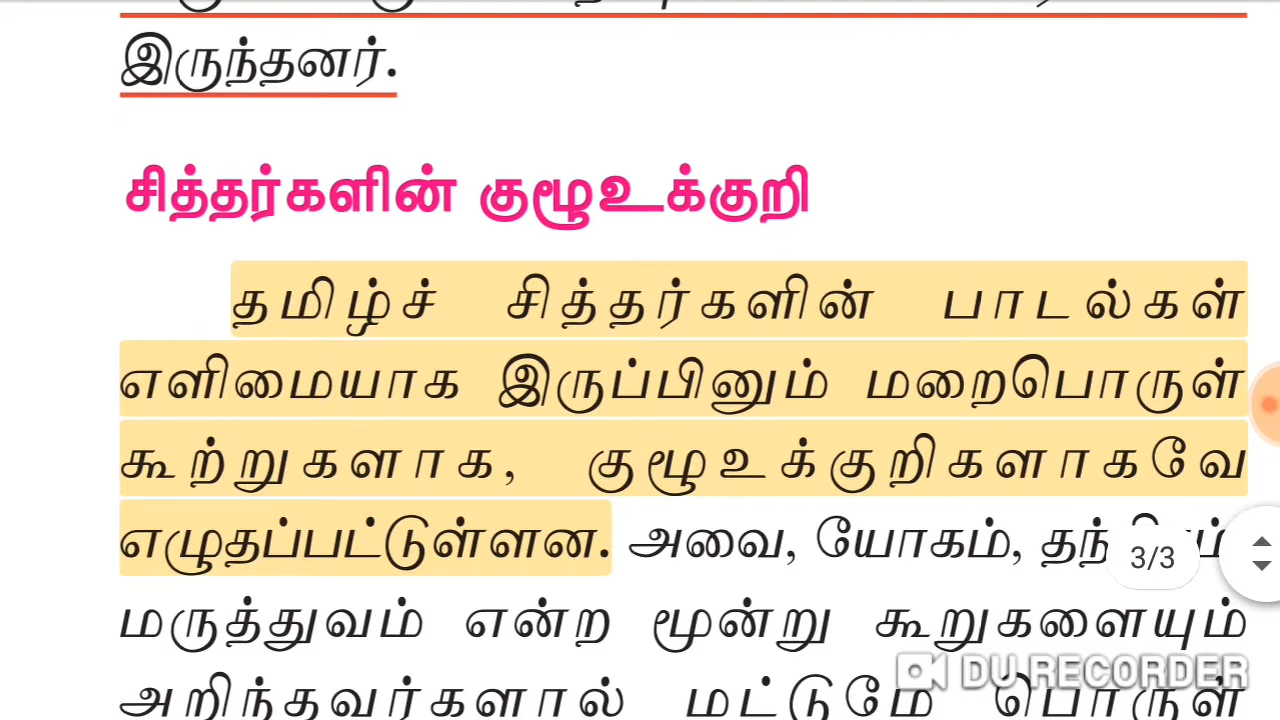 இருந்தனர்.
சித்தர்களின் குழூஉக்குறி
தமிழ்ச் சித்தர்களின் பாடல்கள்
எளிமையாக இருப்பினும் மறைபொருள்
கூற்றுகளாக, குழூஉக்குறிகளாகவே
எழுதப்பட்டுள்ளன. அவை, யோகம்,
3/3
மருத்துவம் என்ற மூன்று கூறுகளையும்
DU RECORDER
அறிந்தவர்களால் மட்டுமே பொருள்